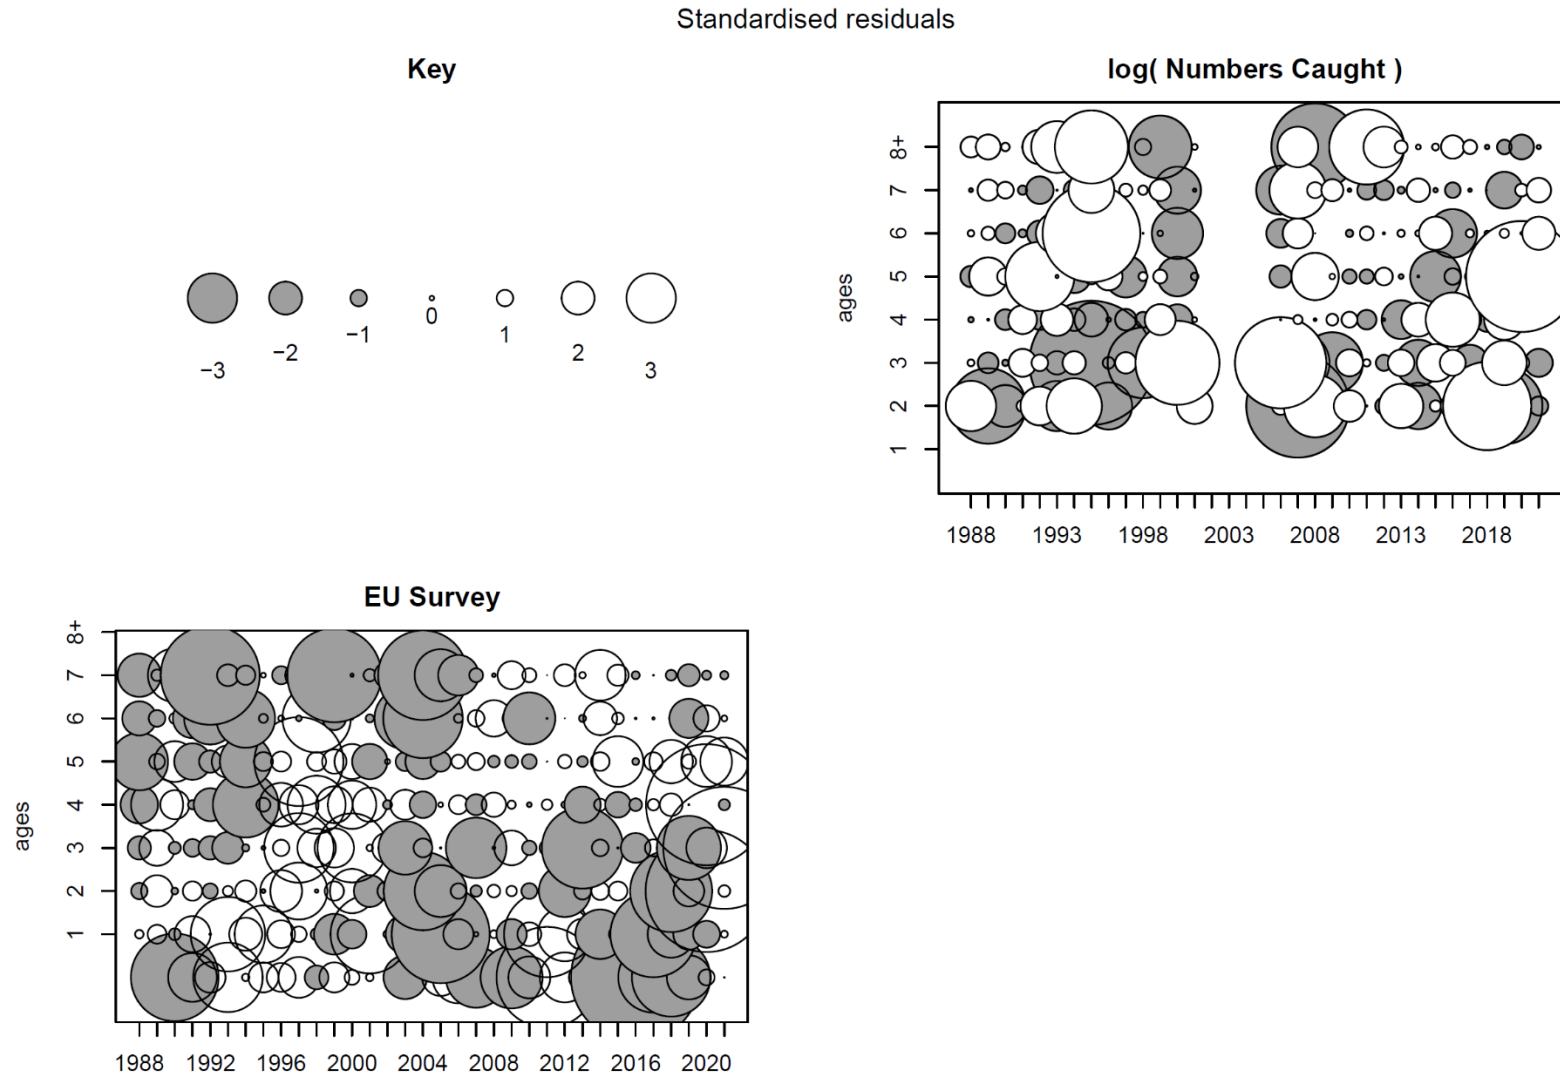 Standardised residuals
Key
−3
−2
−1
0
1
2
3
log( Numbers Caught )
ages
8+
7
6
5
4
3
2
1
1988 1993 1998 2003 2008 2013 2018
EU Survey
ages
8+
7
6
5
4
3
2
1
1988 1992 1996 2000 2004 2008 2012 2016 2020